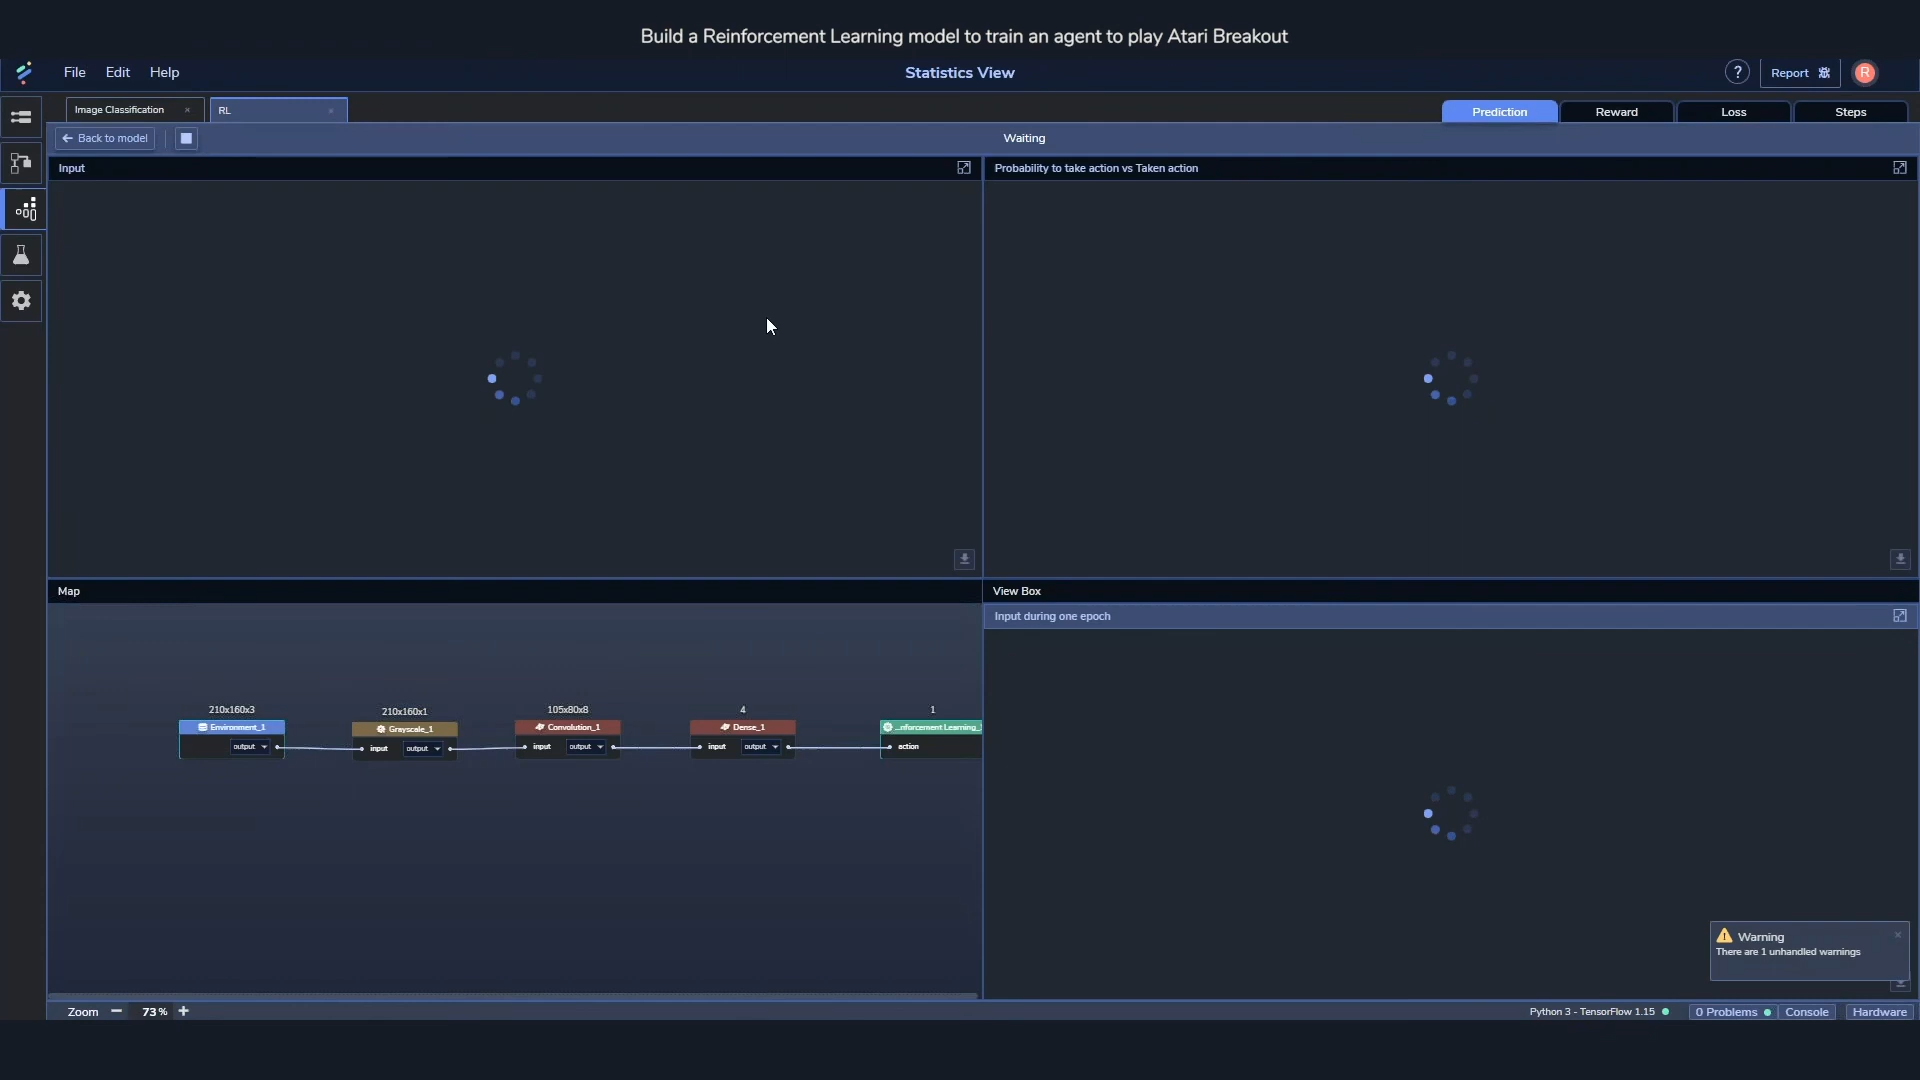 Build a Reinforcement Learning model to train an agent to play Atari Breakout
File Edit Help
Statistics View
? Report R
Image Classification × RL ×
Prediction Reward Loss Steps
← Back to model
Waiting
Input
Probability to take action vs Taken action
Map
View Box
Input during one epoch
210x160x3
Environment_1
output
210x160x1
Grayscale_1
input output
105x80x8
Convolution_1
input output
4
Dense_1
input output
1
...nforcement Learning_1
action
Warning ×
There are 1 unhandled warnings
Zoom − 73 % +
Python 3 - TensorFlow 1.15
0 Problems Console Hardware